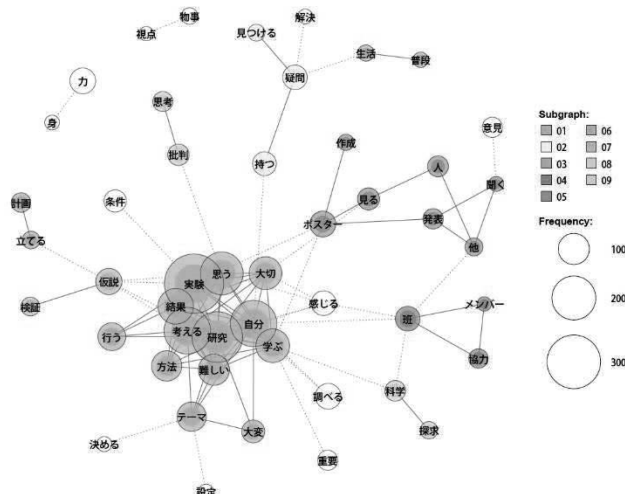 物事
視点
解決
見つける
生活
普段
疑問
力
身
思考
批判
持つ
作成
意見
人
聞く
見る
ポスター
発表
他
計画
立てる
条件
仮説
検証
実験
思う
大切
結果
感じる
自分
考える
研究
行う
学ぶ
方法
難しい
班
メンバー
協力
調べる
科学
探求
テーマ
大変
決める
重要
設定
Subgraph:
01 06
02 07
03 08
04 09
05
Frequency:
100
200
300